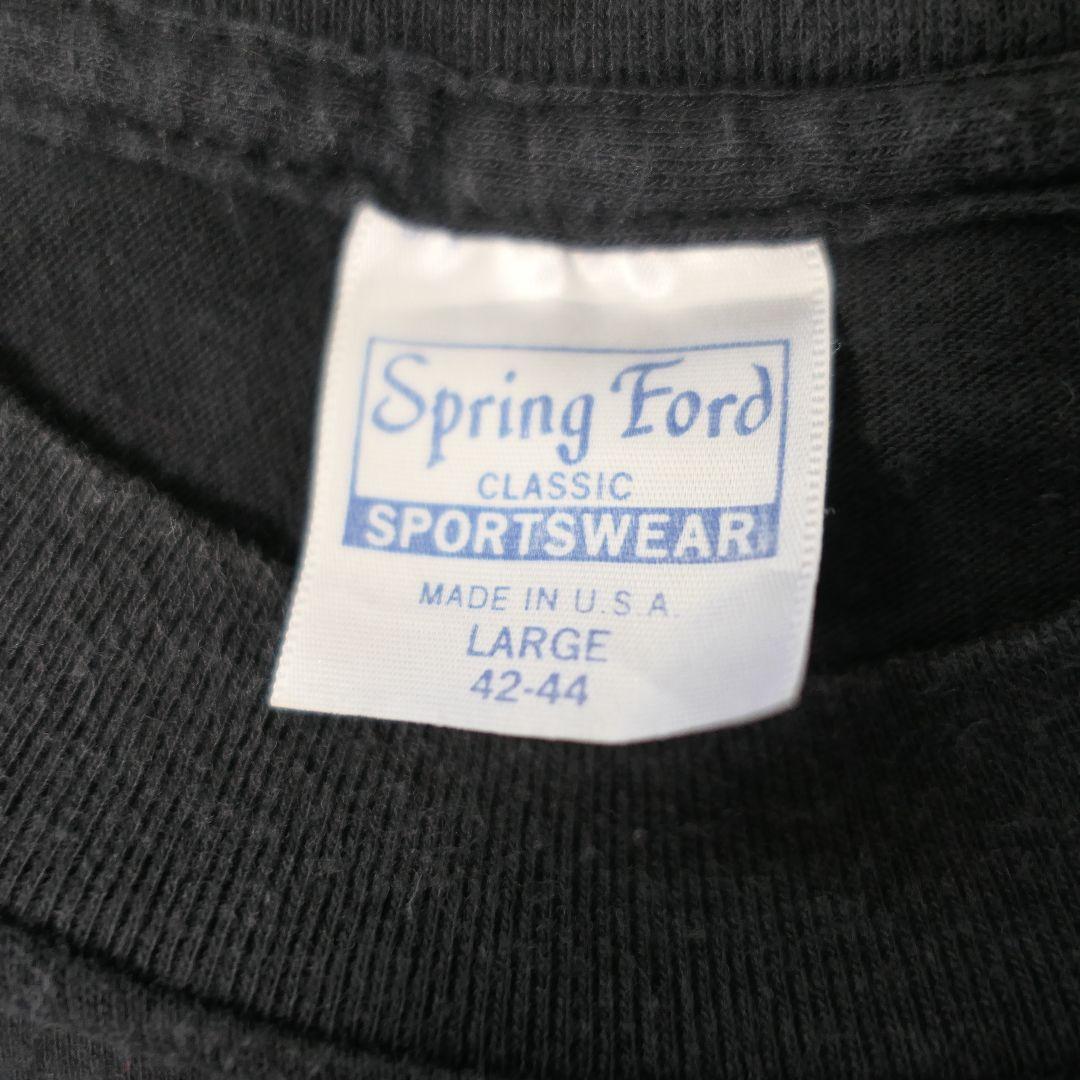 Spring Ford
CLASSIC
SPORTSWEAR
MADE IN U.S.A.
LARGE
42-44